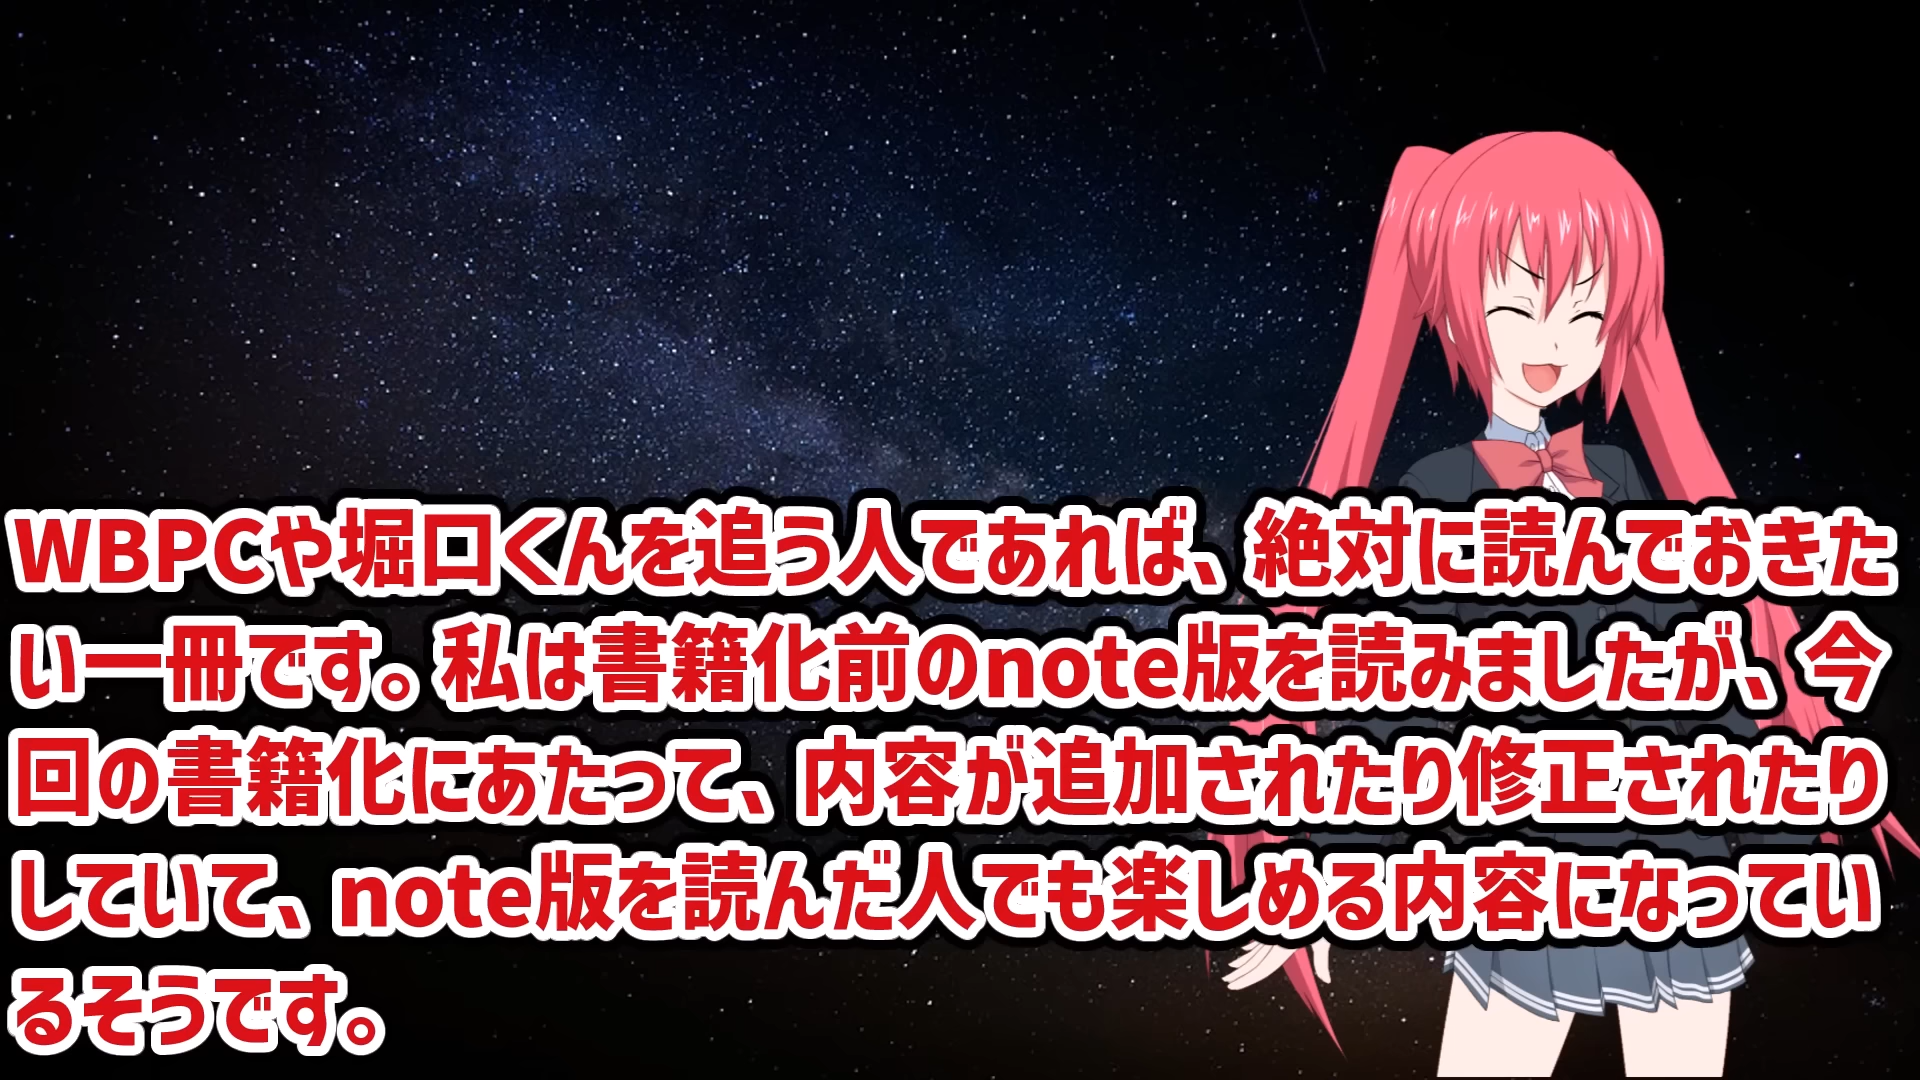 WBPCや堀口くんを追う人であれば、絶対に読んでおきた
い一冊です。私は書籍化前のnote版を読みましたが、今
回の書籍化にあたって、内容が追加されたり修正されたり
していて、note版を読んだ人でも楽しめる内容になってい
るそうです。